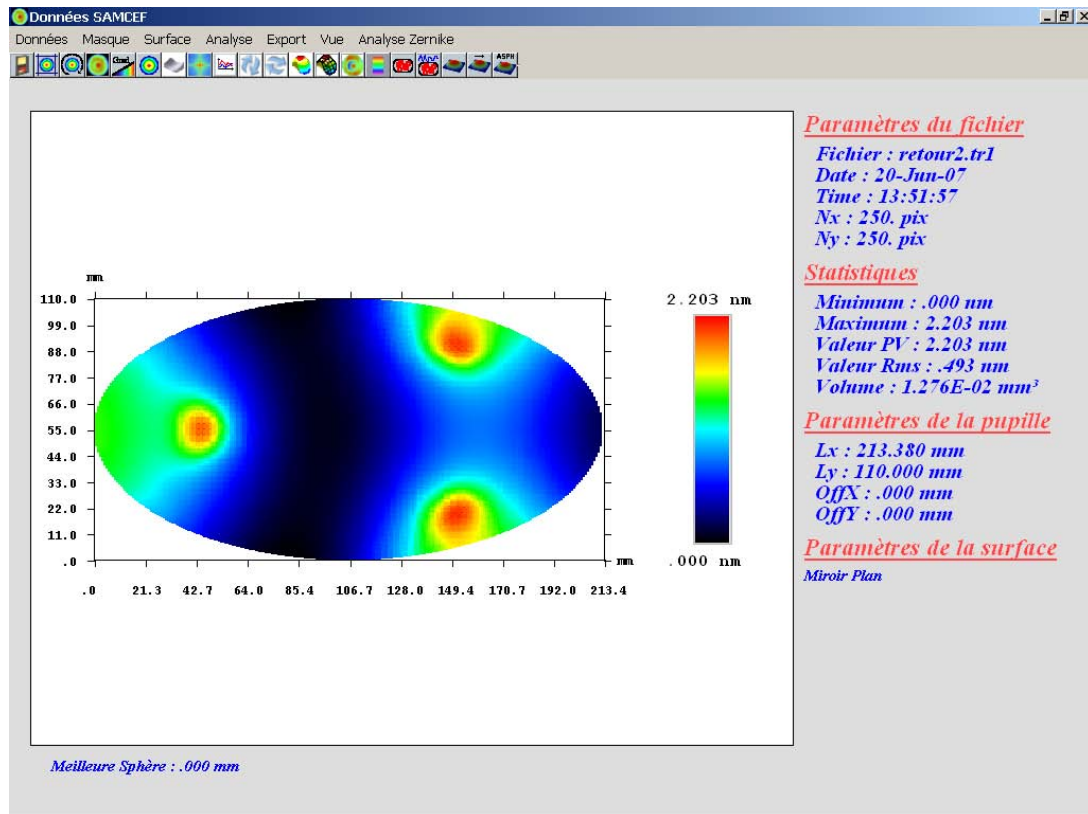 Données SAMCEF
Données Masque Surface Analyse Export Vue Analyse Zernike
ASPH
Paramètres du fichier
Fichier : retour2.tr1
Date : 20-Jun-07
Time : 13:51:57
Nx : 250. pix
Ny : 250. pix
Statistiques
Minimum : .000 nm
Maximum : 2.203 nm
Valeur PV : 2.203 nm
Valeur Rms : .493 nm
Volume : 1.276E-02 mm³
Paramètres de la pupille
Lx : 213.380 mm
Ly : 110.000 mm
OffX : .000 mm
OffY : .000 mm
Paramètres de la surface
Miroir Plan
mm
110.0
99.0
88.0
77.0
66.0
55.0
44.0
33.0
22.0
11.0
.0
mm
.0 21.3 42.7 64.0 85.4 106.7 128.0 149.4 170.7 192.0 213.4
2.203 nm
.000 nm
Meilleure Sphère : .000 mm